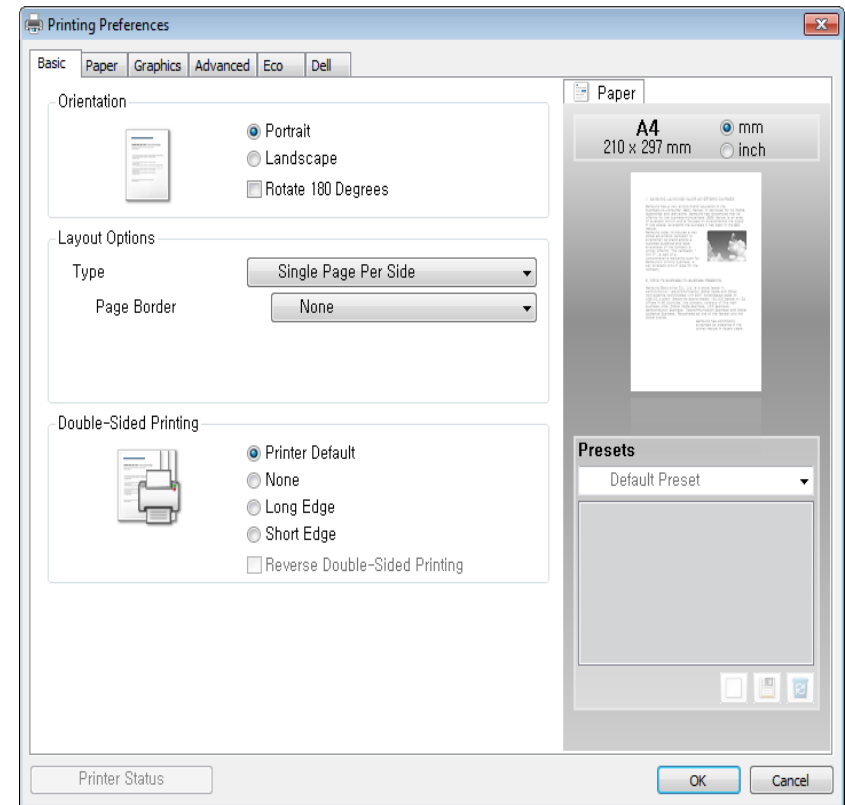 Printing Preferences
Basic Paper Graphics Advanced Eco Dell
Orientation
Portrait
Landscape
Rotate 180 Degrees
Layout Options
Type Single Page Per Side
Page Border None
Double-Sided Printing
Printer Default
None
Long Edge
Short Edge
Reverse Double-Sided Printing
Paper
A4
210 x 297 mm
mm
inch
Presets
Default Preset
Printer Status
OK Cancel